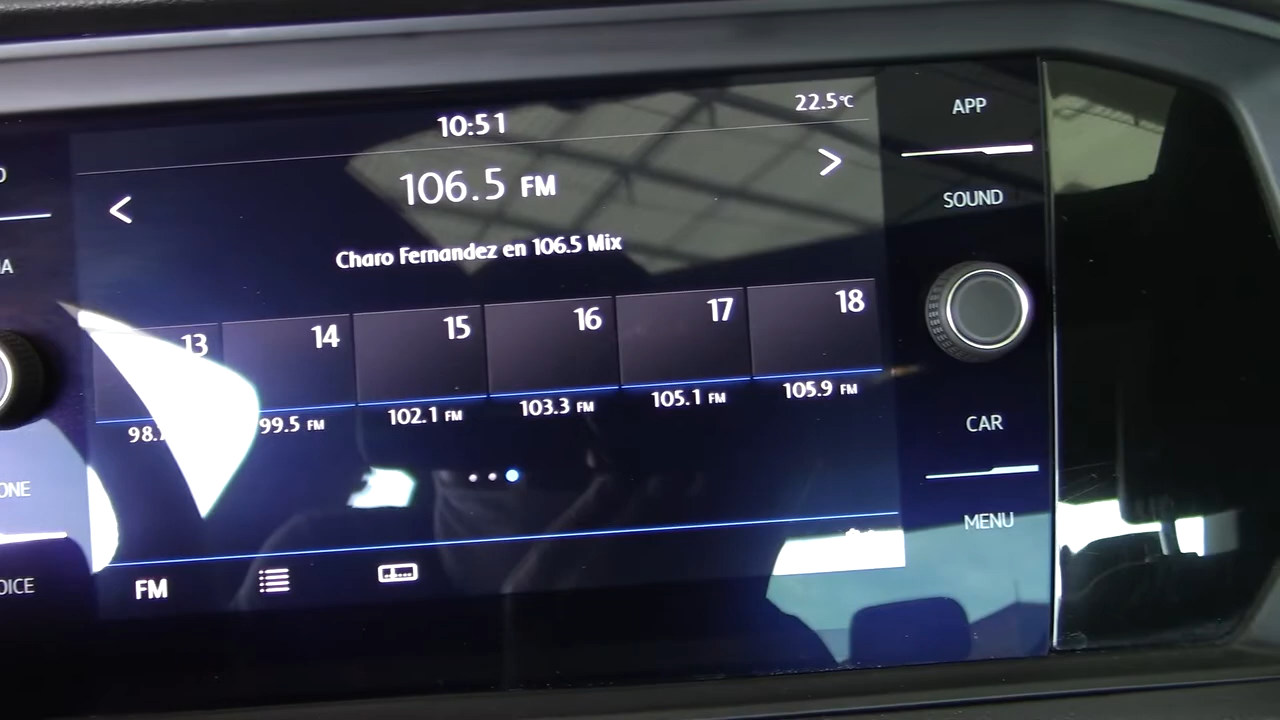 10:51
22.5°C
106.5 FM
Charo Fernandez en 106.5 Mix
13 14 15 16 17 18
99.5 FM 102.1 FM 103.3 FM 105.1 FM 105.9 FM
FM
APP
SOUND
CAR
MENU